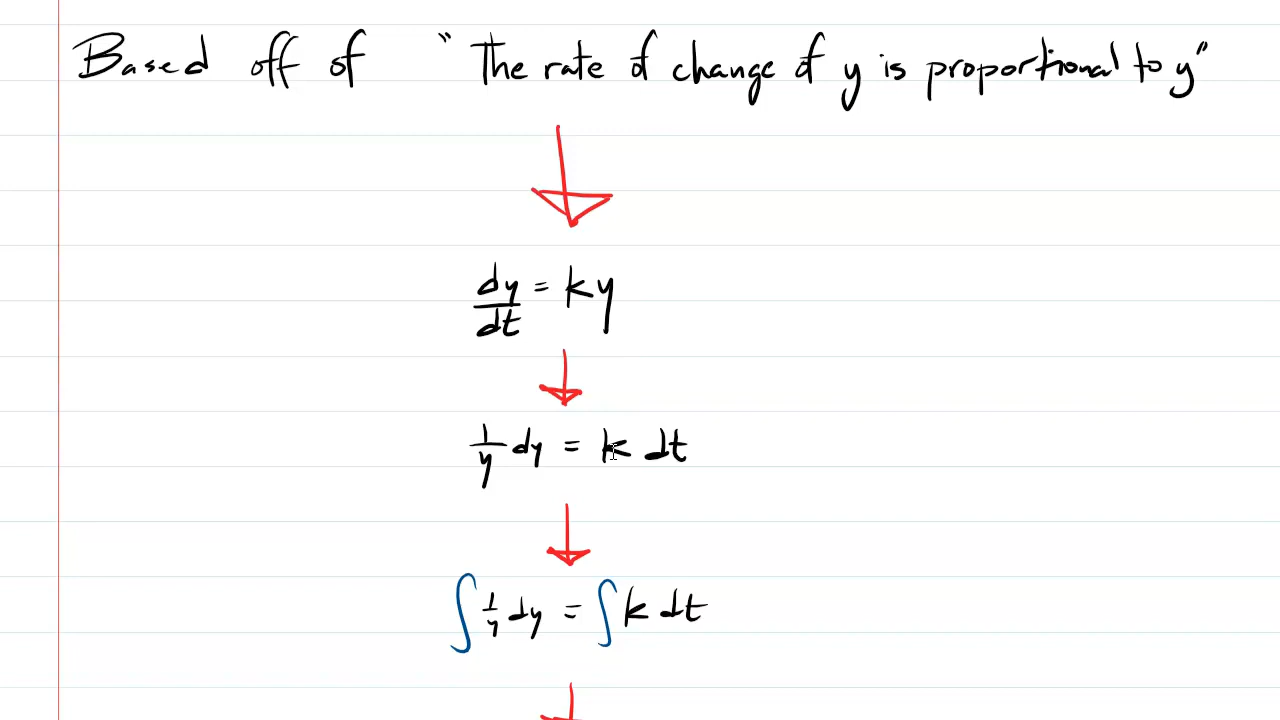 Based off of "The rate of change of y is proportional to y"
dy/dt = ky
1/y dy = k dt
∫ 1/y dy = ∫ k dt